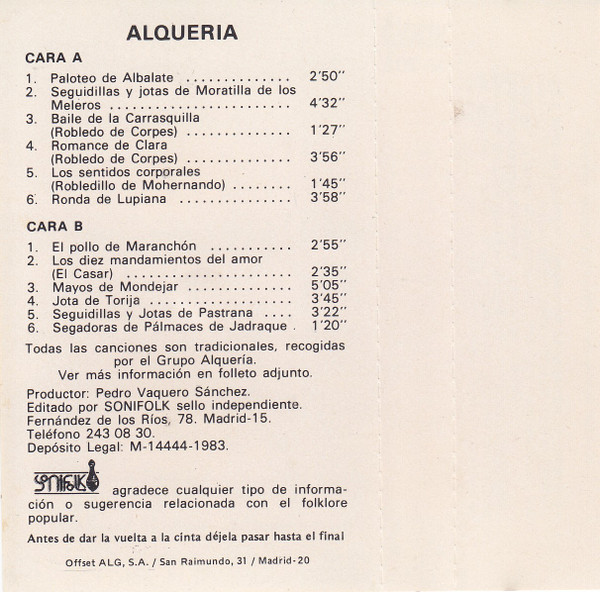 ALQUERIA
CARA A
1. Paloteo de Albalate .............. 2'50''
2. Seguidillas y jotas de Moratilla de los
Meleros ........................ 4'32''
3. Baile de la Carrasquilla
(Robledo de Corpes) .............. 1'27''
4. Romance de Clara
(Robledo de Corpes) .............. 3'56''
5. Los sentidos corporales
(Robledillo de Mohernando) ........ 1'45''
6. Ronda de Lupiana ............... 3'58''
CARA B
1. El pollo de Maranchón ........... 2'55''
2. Los diez mandamientos del amor
(El Casar) ...................... 2'35''
3. Mayos de Mondejar ............... 5'05''
4. Jota de Torija ................... 3'45''
5. Seguidillas y Jotas de Pastrana .... 3'22''
6. Segadoras de Pálmaces de Jadraque . 1'20''
Todas las canciones son tradicionales, recogidas
por el Grupo Alquería.
Ver más información en folleto adjunto.
Productor: Pedro Vaquero Sánchez.
Editado por SONIFOLK sello independiente.
Fernández de los Ríos, 78. Madrid-15.
Teléfono 243 08 30.
Depósito Legal: M-14444-1983.
SONIFOLK agradece cualquier tipo de informa-
ción o sugerencia relacionada con el folklore
popular.
Antes de dar la vuelta a la cinta déjela pasar hasta el final
Offset ALG, S.A. / San Raimundo, 31 / Madrid-20